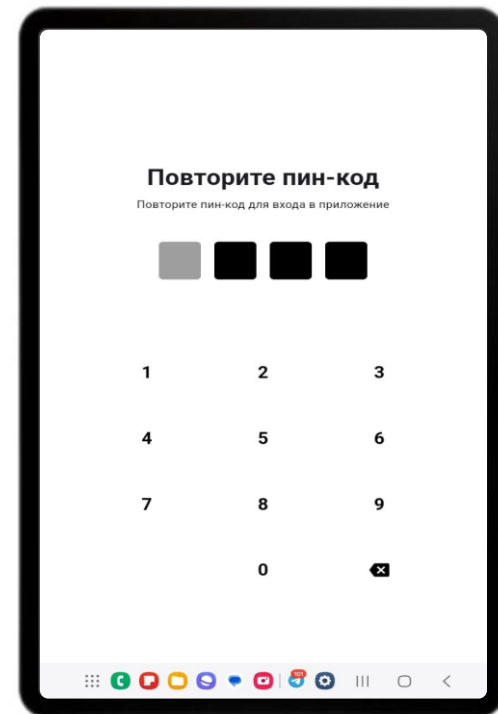 Повторите пин-код
Повторите пин-код для входа в приложение
1 2 3
4 5 6
7 8 9
0
101